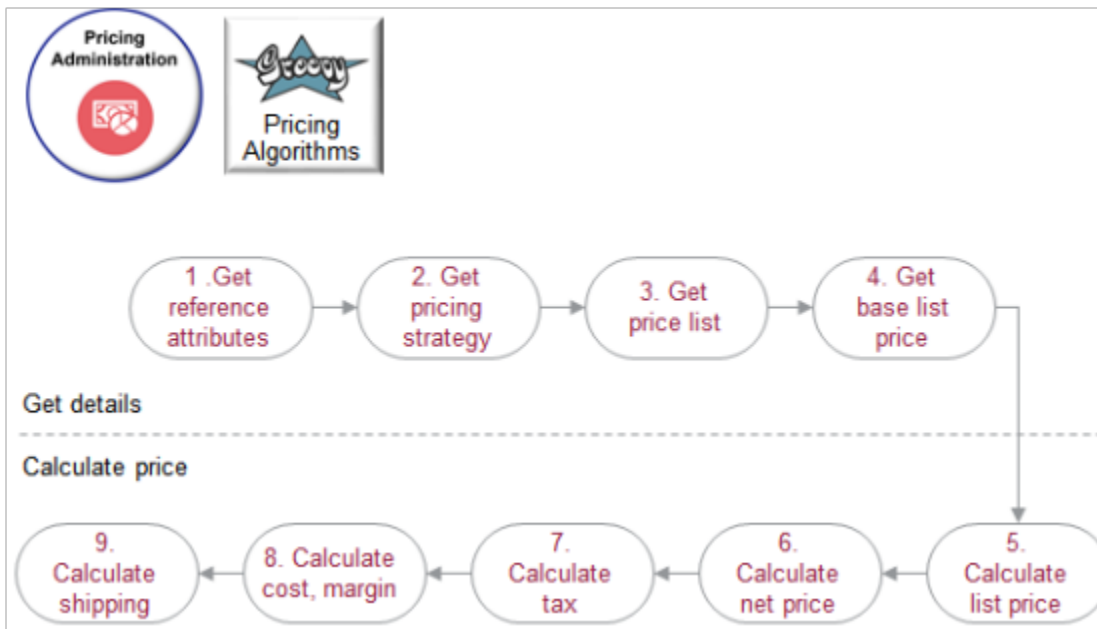 Pricing
Administration
Groovy
Pricing
Algorithms
1 .Get
reference
attributes
2. Get
pricing
strategy
3. Get
price list
4. Get
base list
price
Get details
Calculate price
9.
Calculate
shipping
8. Calculate
cost, margin
7.
Calculate
tax
6.
Calculate
net price
5.
Calculate
list price